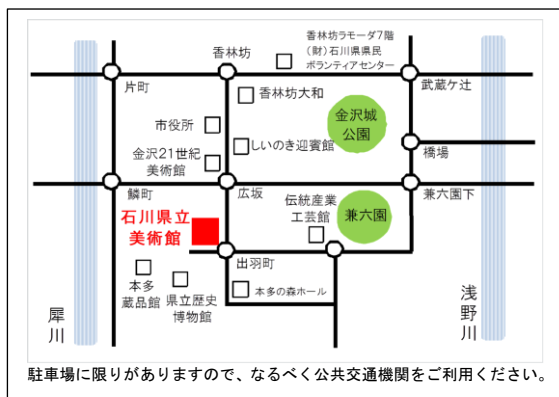 香林坊ラモーダ7階
(財)石川県県民
ボランティアセンター
香林坊
片町
武蔵ケ辻
香林坊大和
金沢城
公園
市役所
しいのき迎賓館
橋場
金沢21世紀
美術館
鱗町
広坂
兼六園下
伝統産業
工芸館
兼六園
石川県立
美術館
出羽町
本多
蔵品館
県立歴史
博物館
本多の森ホール
犀川
浅野川
駐車場に限りがありますので、なるべく公共交通機関をご利用ください。